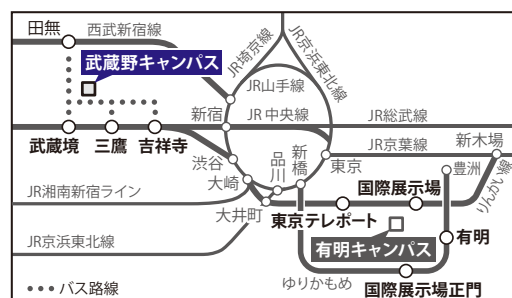 田無
西武新宿線
武蔵野キャンパス
JR埼京線
JR京浜東北線
JR山手線
新宿
JR中央線
JR総武線
武蔵境
三鷹
吉祥寺
渋谷
品川
新橋
東京
JR京葉線
新木場
大崎
豊洲
りんかい線
JR湘南新宿ライン
国際展示場
大井町
東京テレポート
有明キャンパス
有明
JR京浜東北線
ゆりかもめ
国際展示場正門
バス路線